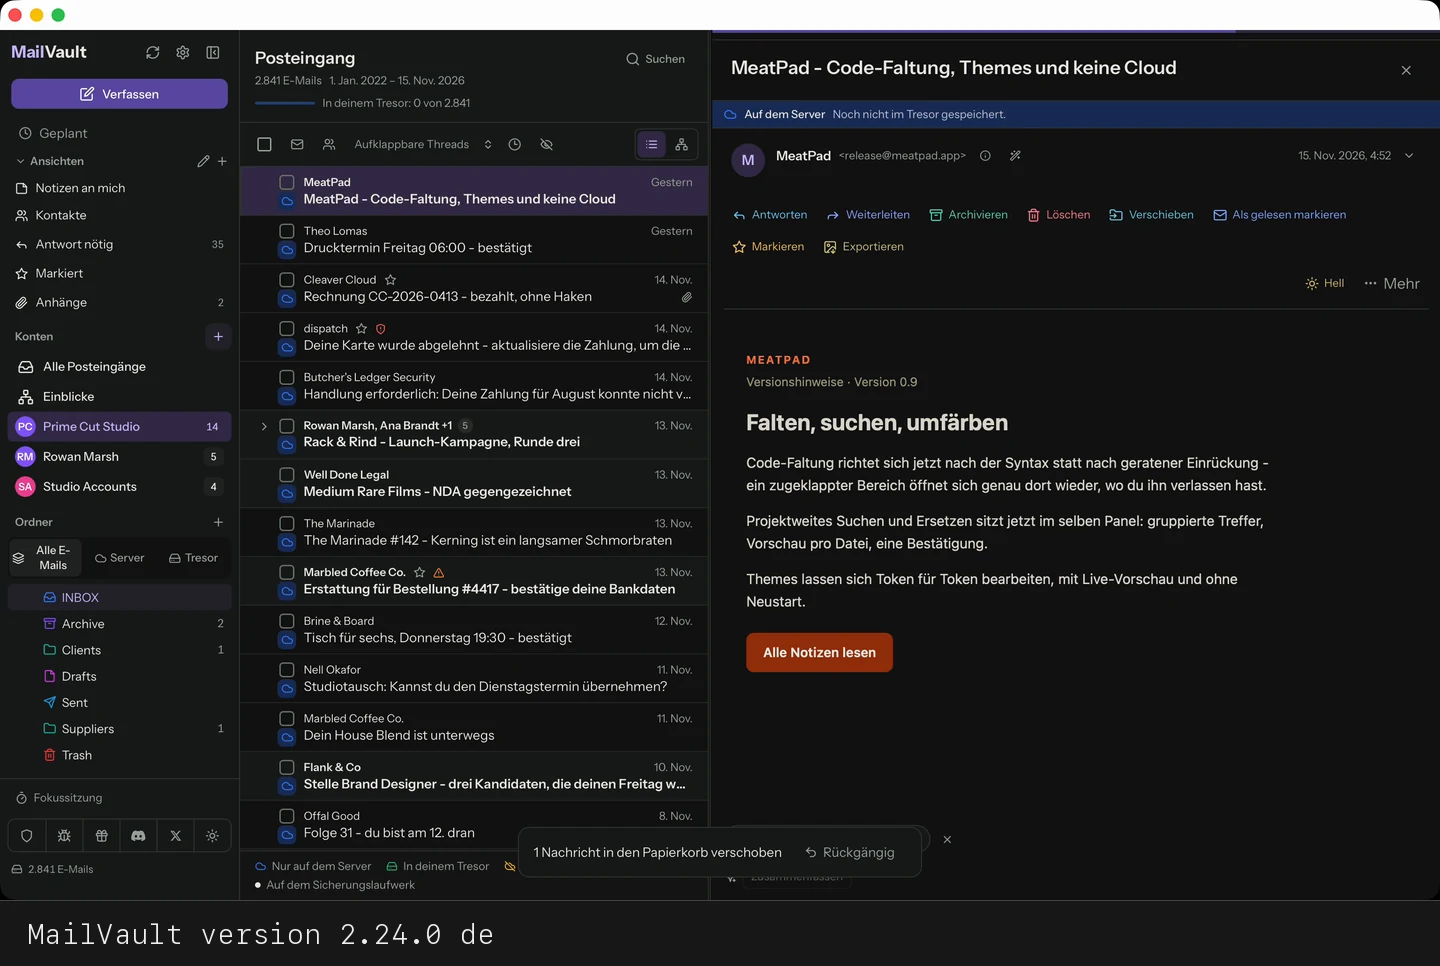 MailVault
Verfassen
Geplant
Ansichten
Notizen an mich
Kontakte
Antwort nötig 35
Markiert
Anhänge 2
Konten
Alle Posteingänge
Einblicke
PC Prime Cut Studio 14
RM Rowan Marsh 5
SA Studio Accounts 4
Ordner
Alle E-Mails
Server
Tresor
INBOX
Archive 2
Clients 1
Drafts
Sent
Suppliers 1
Trash
Fokussitzung
2.841 E-Mails
Posteingang
Suchen
2.841 E-Mails 1. Jan. 2022 – 15. Nov. 2026
In deinem Tresor: 0 von 2.841
Aufklappbare Threads
MeatPad Gestern
MeatPad - Code-Faltung, Themes und keine Cloud
Theo Lomas Gestern
Drucktermin Freitag 06:00 - bestätigt
Cleaver Cloud 14. Nov.
Rechnung CC-2026-0413 - bezahlt, ohne Haken
dispatch 14. Nov.
Deine Karte wurde abgelehnt - aktualisiere die Zahlung, um die ...
Butcher's Ledger Security 14. Nov.
Handlung erforderlich: Deine Zahlung für August konnte nicht v...
Rowan Marsh, Ana Brandt +1 5 13. Nov.
Rack & Rind - Launch-Kampagne, Runde drei
Well Done Legal 13. Nov.
Medium Rare Films - NDA gegengezeichnet
The Marinade 13. Nov.
The Marinade #142 - Kerning ist ein langsamer Schmorbraten
Marbled Coffee Co. 13. Nov.
Erstattung für Bestellung #4417 - bestätige deine Bankdaten
Brine & Board 12. Nov.
Tisch für sechs, Donnerstag 19:30 - bestätigt
Nell Okafor 11. Nov.
Studiotausch: Kannst du den Dienstagstermin übernehmen?
Marbled Coffee Co. 11. Nov.
Dein House Blend ist unterwegs
Flank & Co 10. Nov.
Stelle Brand Designer - drei Kandidaten, die deinen Freitag w...
Offal Good 8. Nov.
Folge 31 - du bist am 12. dran
Nur auf dem Server
In deinem Tresor
Auf dem Sicherungslaufwerk
MeatPad - Code-Faltung, Themes und keine Cloud
Auf dem Server Noch nicht im Tresor gespeichert.
M MeatPad <release@meatpad.app> 15. Nov. 2026, 4:52
Antworten
Weiterleiten
Archivieren
Löschen
Verschieben
Als gelesen markieren
Markieren
Exportieren
Hell
Mehr
MEATPAD
Versionshinweise · Version 0.9
Falten, suchen, umfärben
Code-Faltung richtet sich jetzt nach der Syntax statt nach geratener Einrückung -
ein zugeklappter Bereich öffnet sich genau dort wieder, wo du ihn verlassen hast.
Projektweites Suchen und Ersetzen sitzt jetzt im selben Panel: gruppierte Treffer,
Vorschau pro Datei, eine Bestätigung.
Themes lassen sich Token für Token bearbeiten, mit Live-Vorschau und ohne
Neustart.
Alle Notizen lesen
1 Nachricht in den Papierkorb verschoben
Rückgängig
Zusammenfassen
MailVault version 2.24.0 de